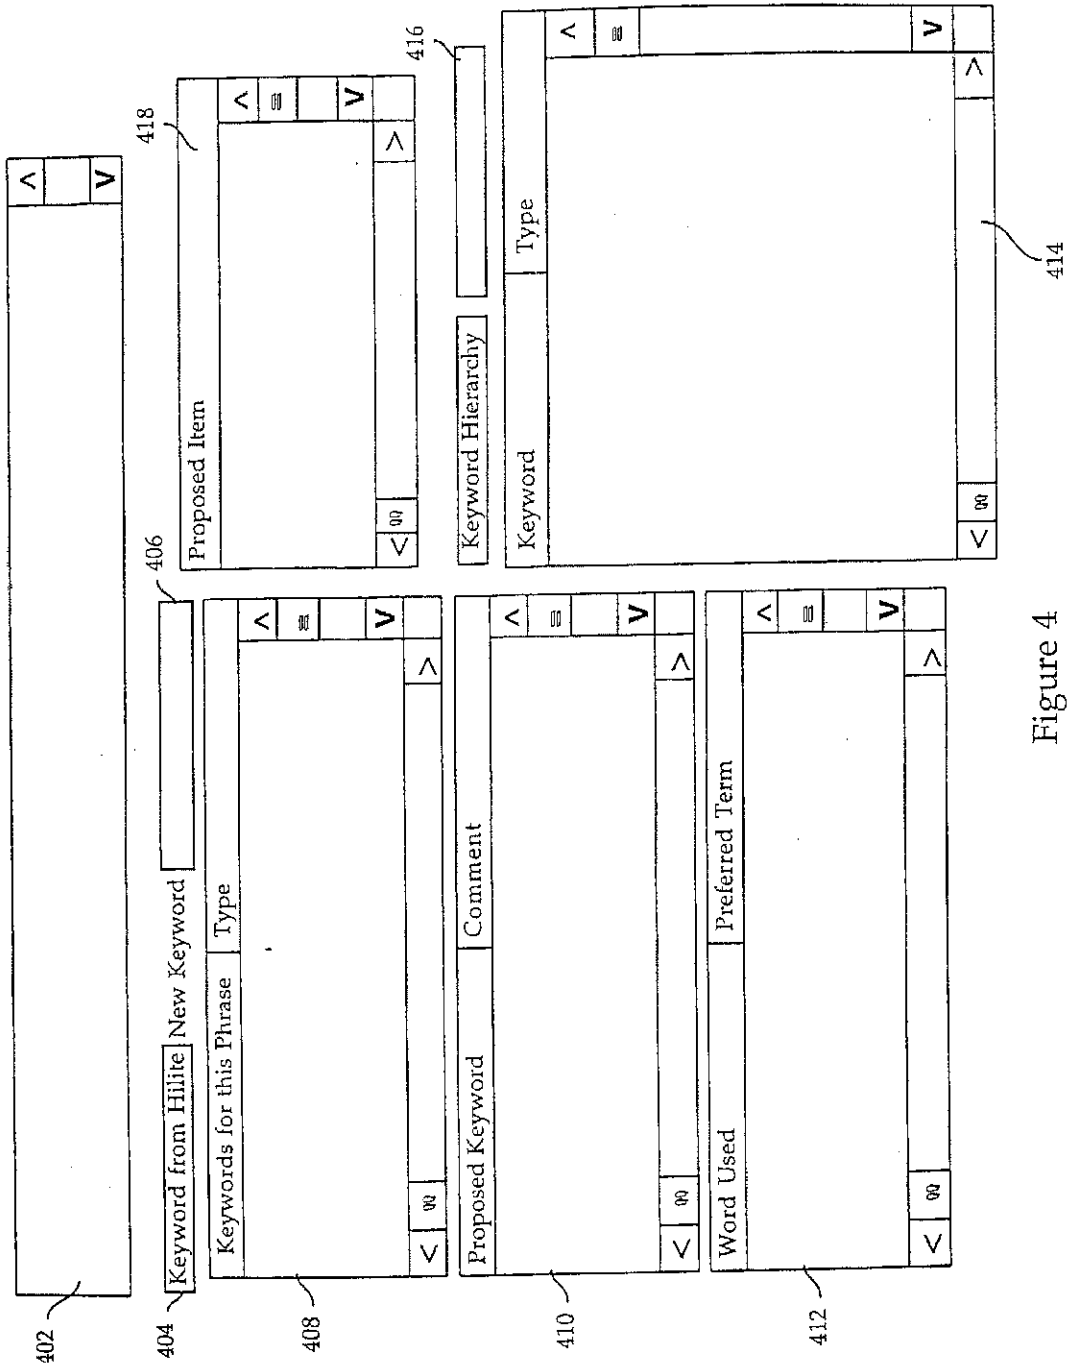 402
404
Keyword from Hilite
New Keyword
406
408
Keywords for this Phrase
Type
410
Proposed Keyword
Comment
412
Word Used
Preferred Term
Proposed Item
418
Keyword Hierarchy
416
Keyword
Type
414
Figure 4